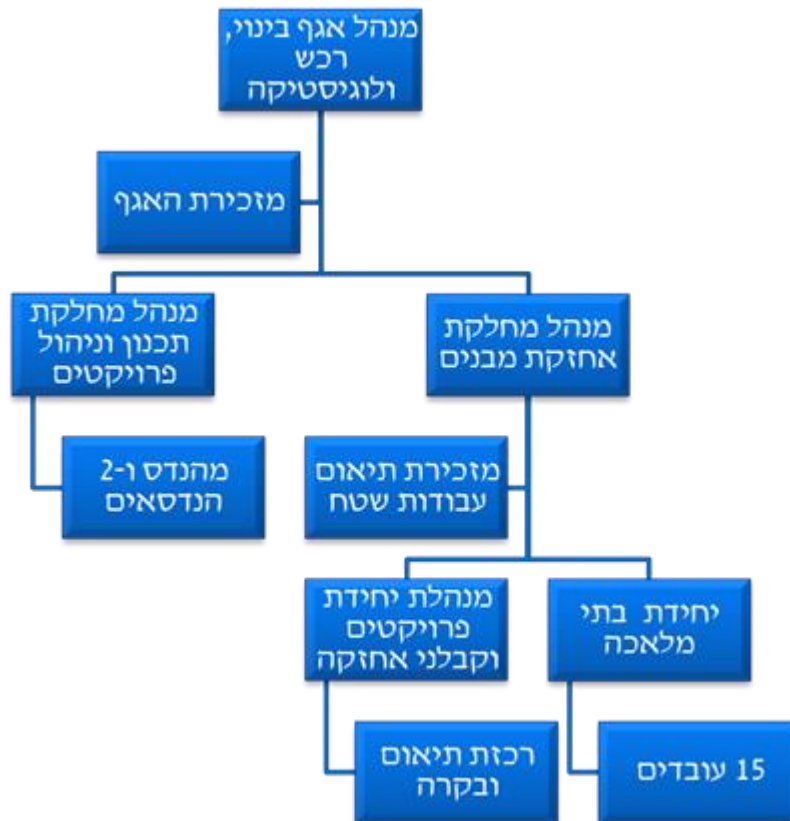 מנהל אגף בינוי,
רכש
ולוגיסטיקה
מזכירת האגף
מנהל מחלקת
אחזקת מבנים
מנהל מחלקת
תכנון וניהול
פרויקטים
מזכירת תיאום
עבודות שטח
מהנדס ו-2
הנדסאים
יחידת בתי
מלאכה
מנהלת יחידת
פרויקטים
וקבלני אחזקה
15 עובדים
רכזת תיאום
ובקרה